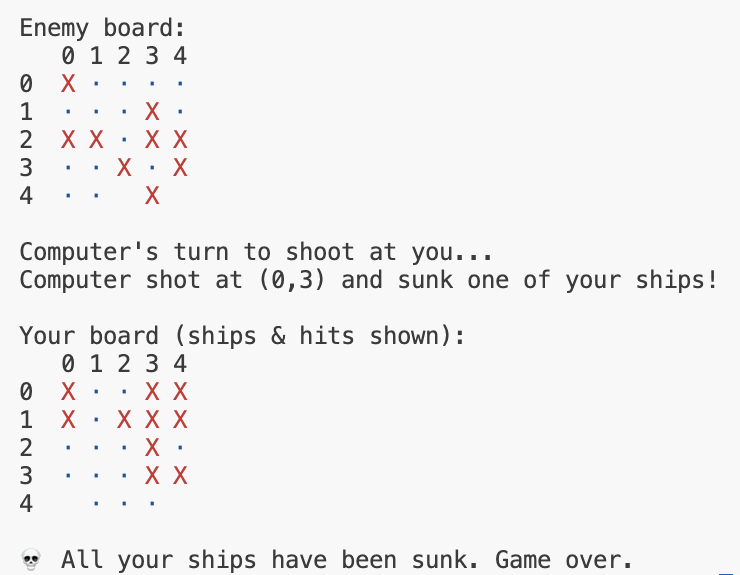 Enemy board:
   0 1 2 3 4
0  X · · · ·
1  · · · X ·
2  X X · X X
3  · · X · X
4  · ·   X

Computer's turn to shoot at you...
Computer shot at (0,3) and sunk one of your ships!

Your board (ships & hits shown):
   0 1 2 3 4
0  X · · X X
1  X · X X X
2  · · · X ·
3  · · · X X
4    · · ·

💀 All your ships have been sunk. Game over.